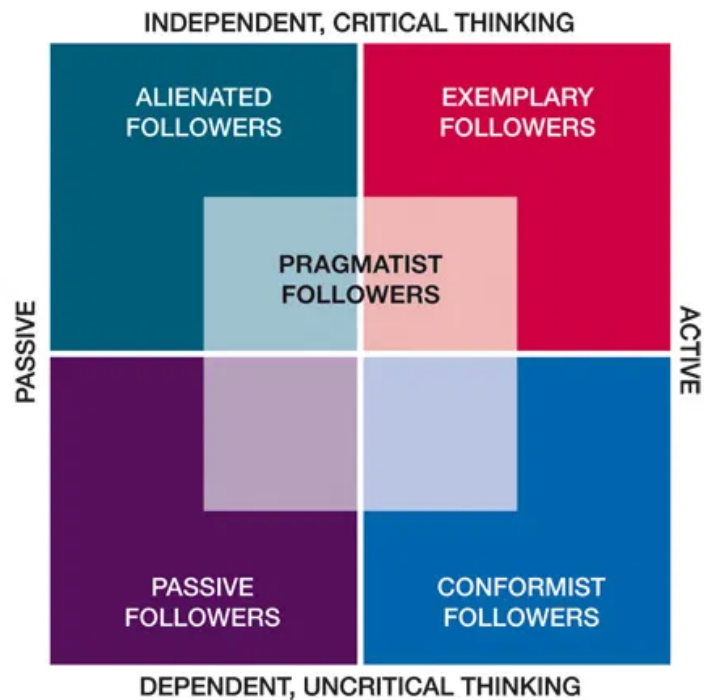 INDEPENDENT, CRITICAL THINKING
ALIENATED
FOLLOWERS
EXEMPLARY
FOLLOWERS
PRAGMATIST
FOLLOWERS
PASSIVE
ACTIVE
PASSIVE
FOLLOWERS
CONFORMIST
FOLLOWERS
DEPENDENT, UNCRITICAL THINKING